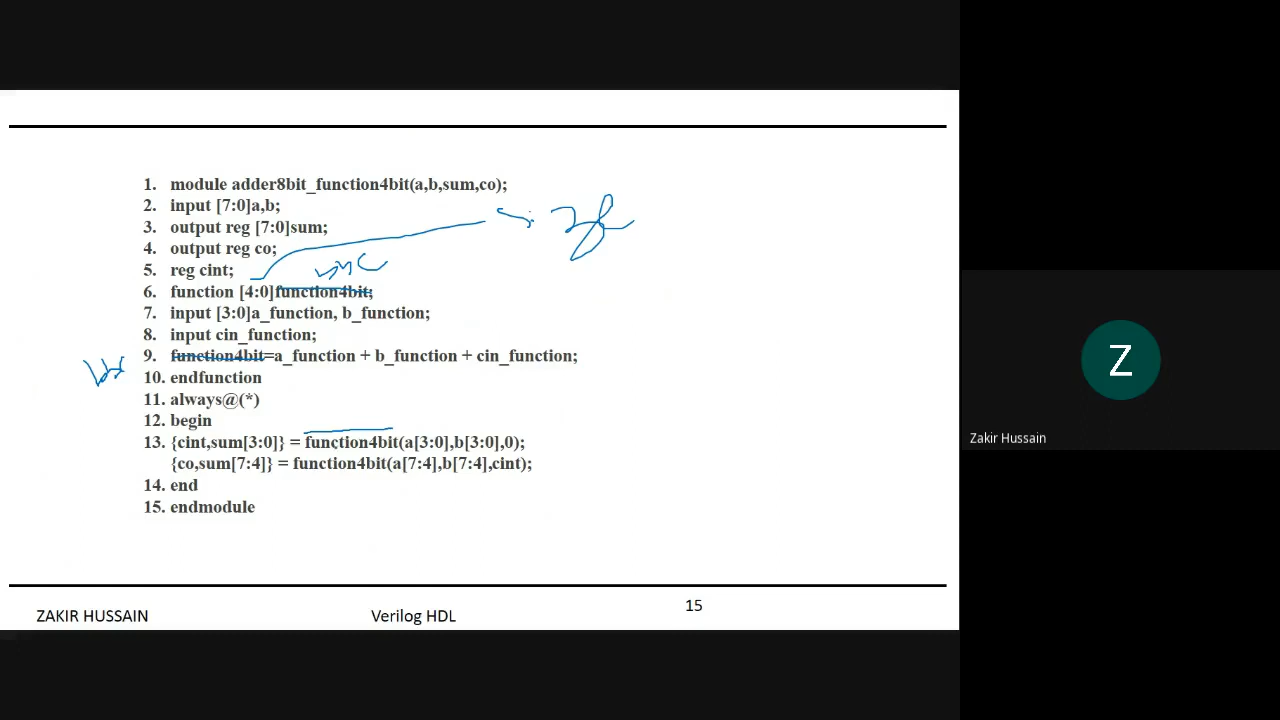 1. module adder8bit_function4bit(a,b,sum,co);
2. input [7:0]a,b;
3. output reg [7:0]sum;
4. output reg co;
5. reg cint;
6. function [4:0]function4bit;
7. input [3:0]a_function, b_function;
8. input cin_function;
9. function4bit=a_function + b_function + cin_function;
10. endfunction
11. always@(*)
12. begin
13. {cint,sum[3:0]} = function4bit(a[3:0],b[3:0],0);
{co,sum[7:4]} = function4bit(a[7:4],b[7:4],cint);
14. end
15. endmodule
ZAKIR HUSSAIN
Verilog HDL
15
Z
Zakir Hussain